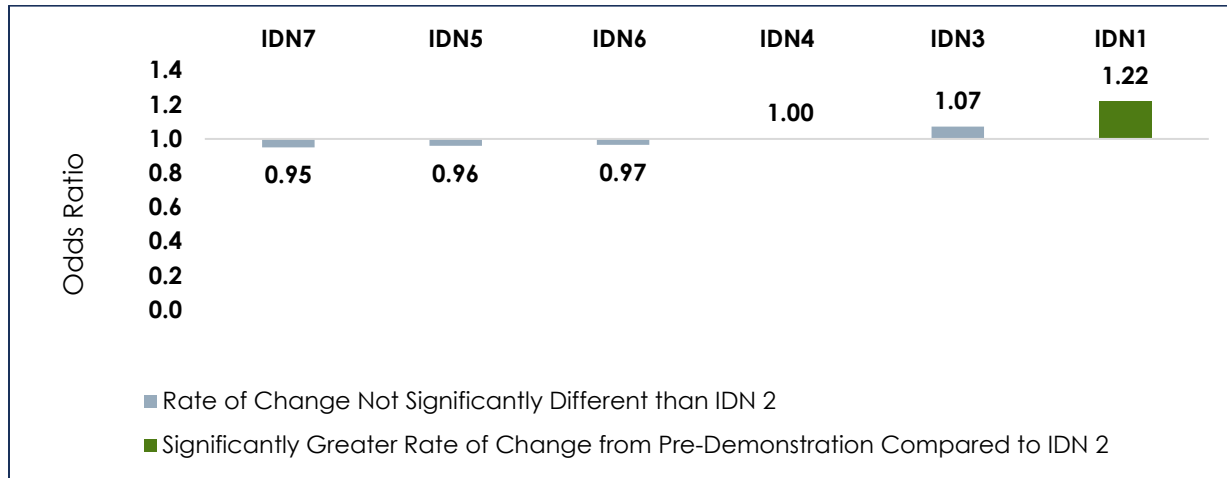 IDN7 IDN5 IDN6 IDN4 IDN3 IDN1
1.4
1.22
1.2
1.07
1.00
1.0
0.8
0.95 0.96 0.97
0.6
0.4
0.2
0.0
Odds Ratio
Rate of Change Not Significantly Different than IDN 2
Significantly Greater Rate of Change from Pre-Demonstration Compared to IDN 2